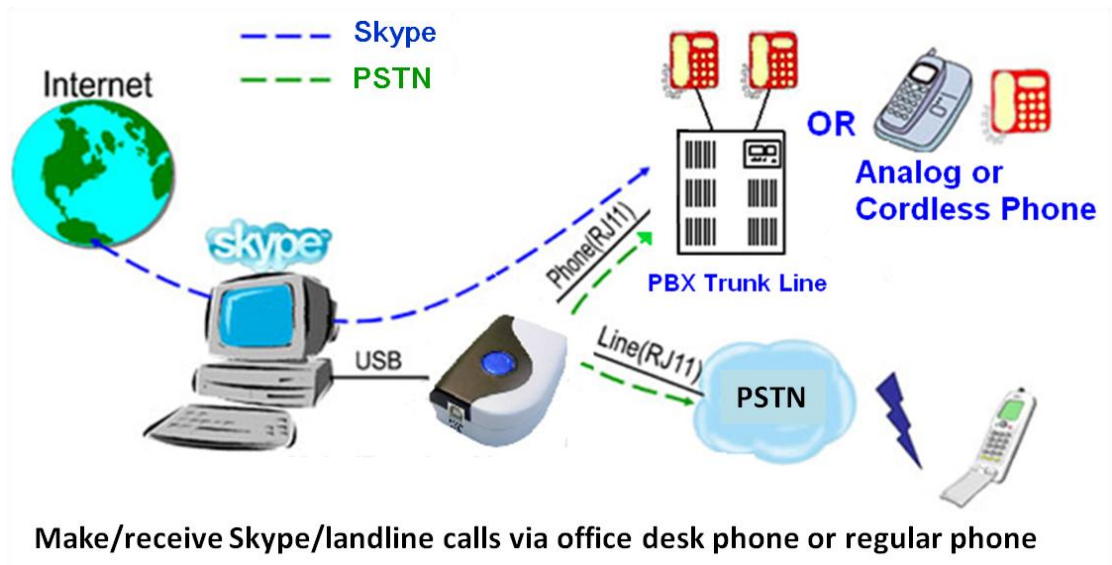 Skype
PSTN
Internet
OR
Analog or
Cordless Phone
skype
Phone(RJ11)
PBX Trunk Line
USB
Line(RJ11)
PSTN
Make/receive Skype/landline calls via office desk phone or regular phone